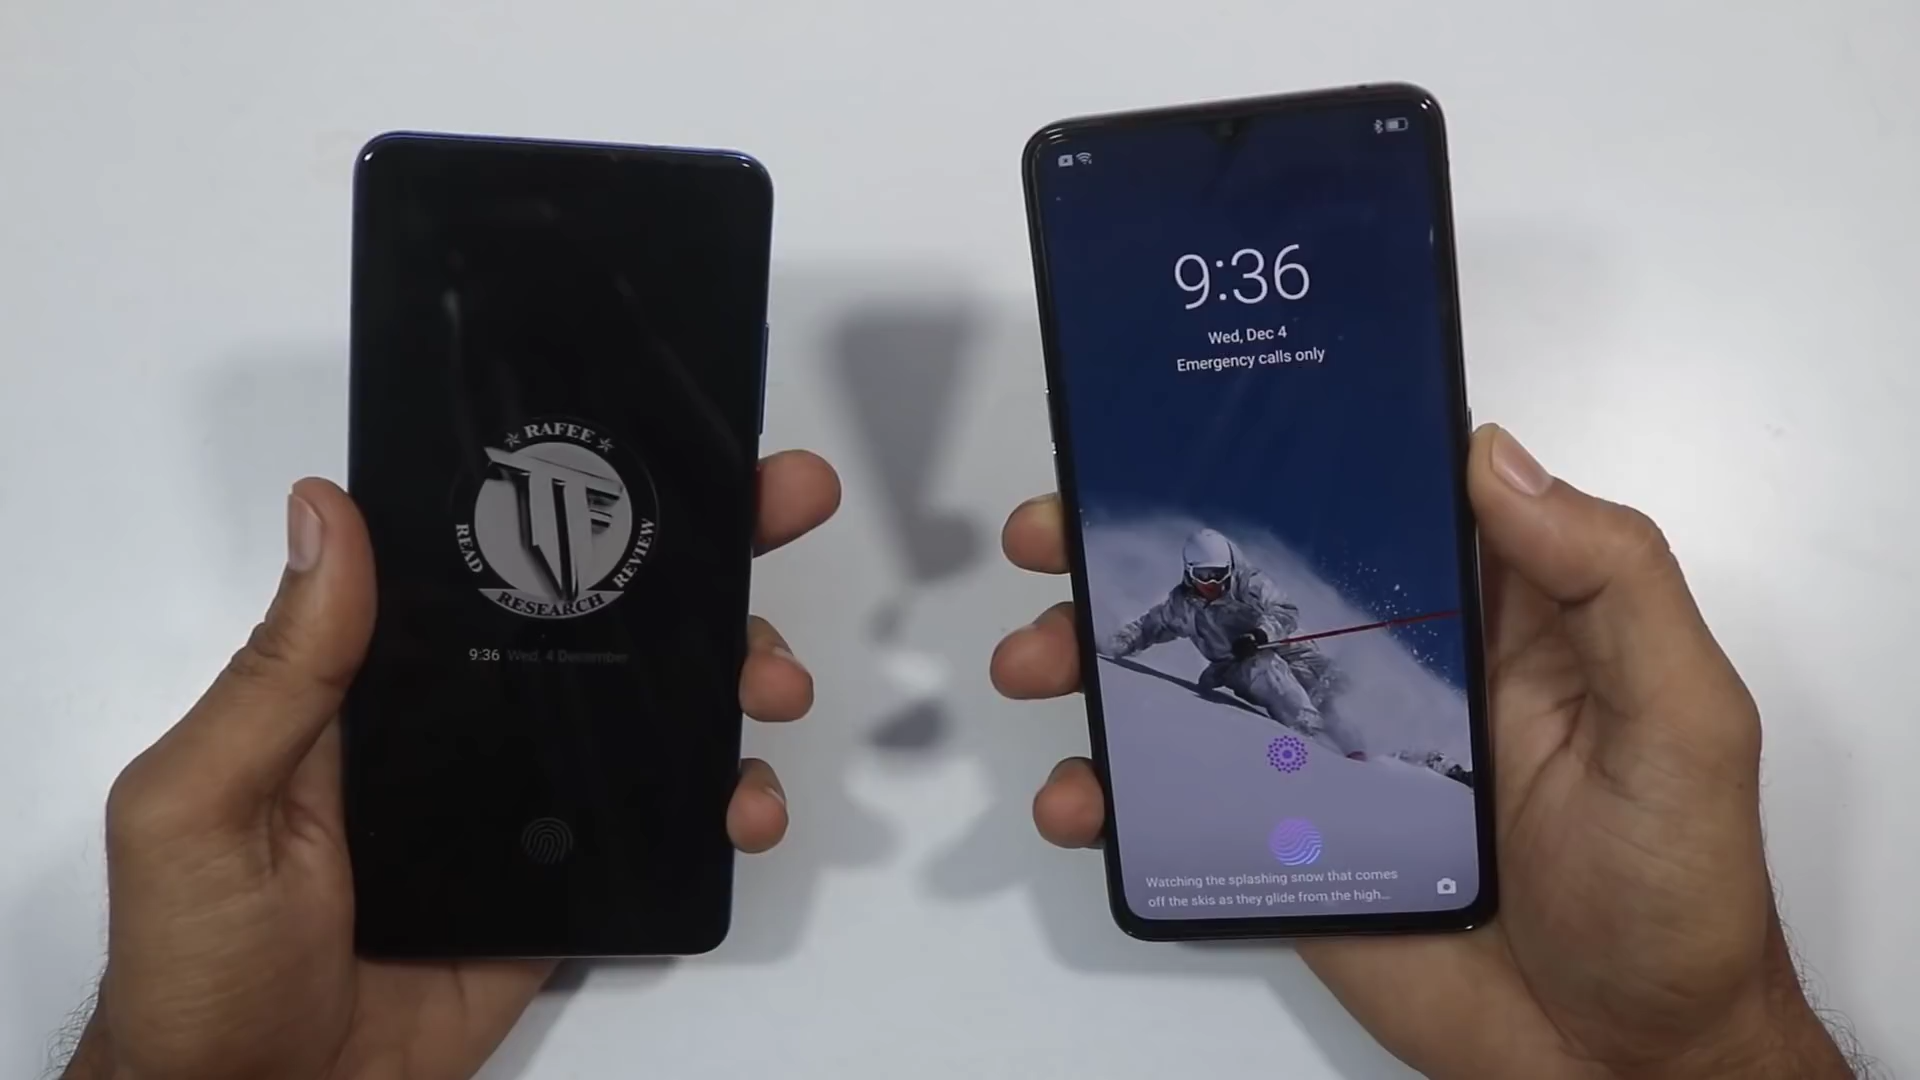 RAFEE
READ
REVIEW
RESEARCH
9:36 Wed, 4 December
9:36
Wed, Dec 4
Emergency calls only
Watching the splashing snow that comes
off the skis as they glide from the high...